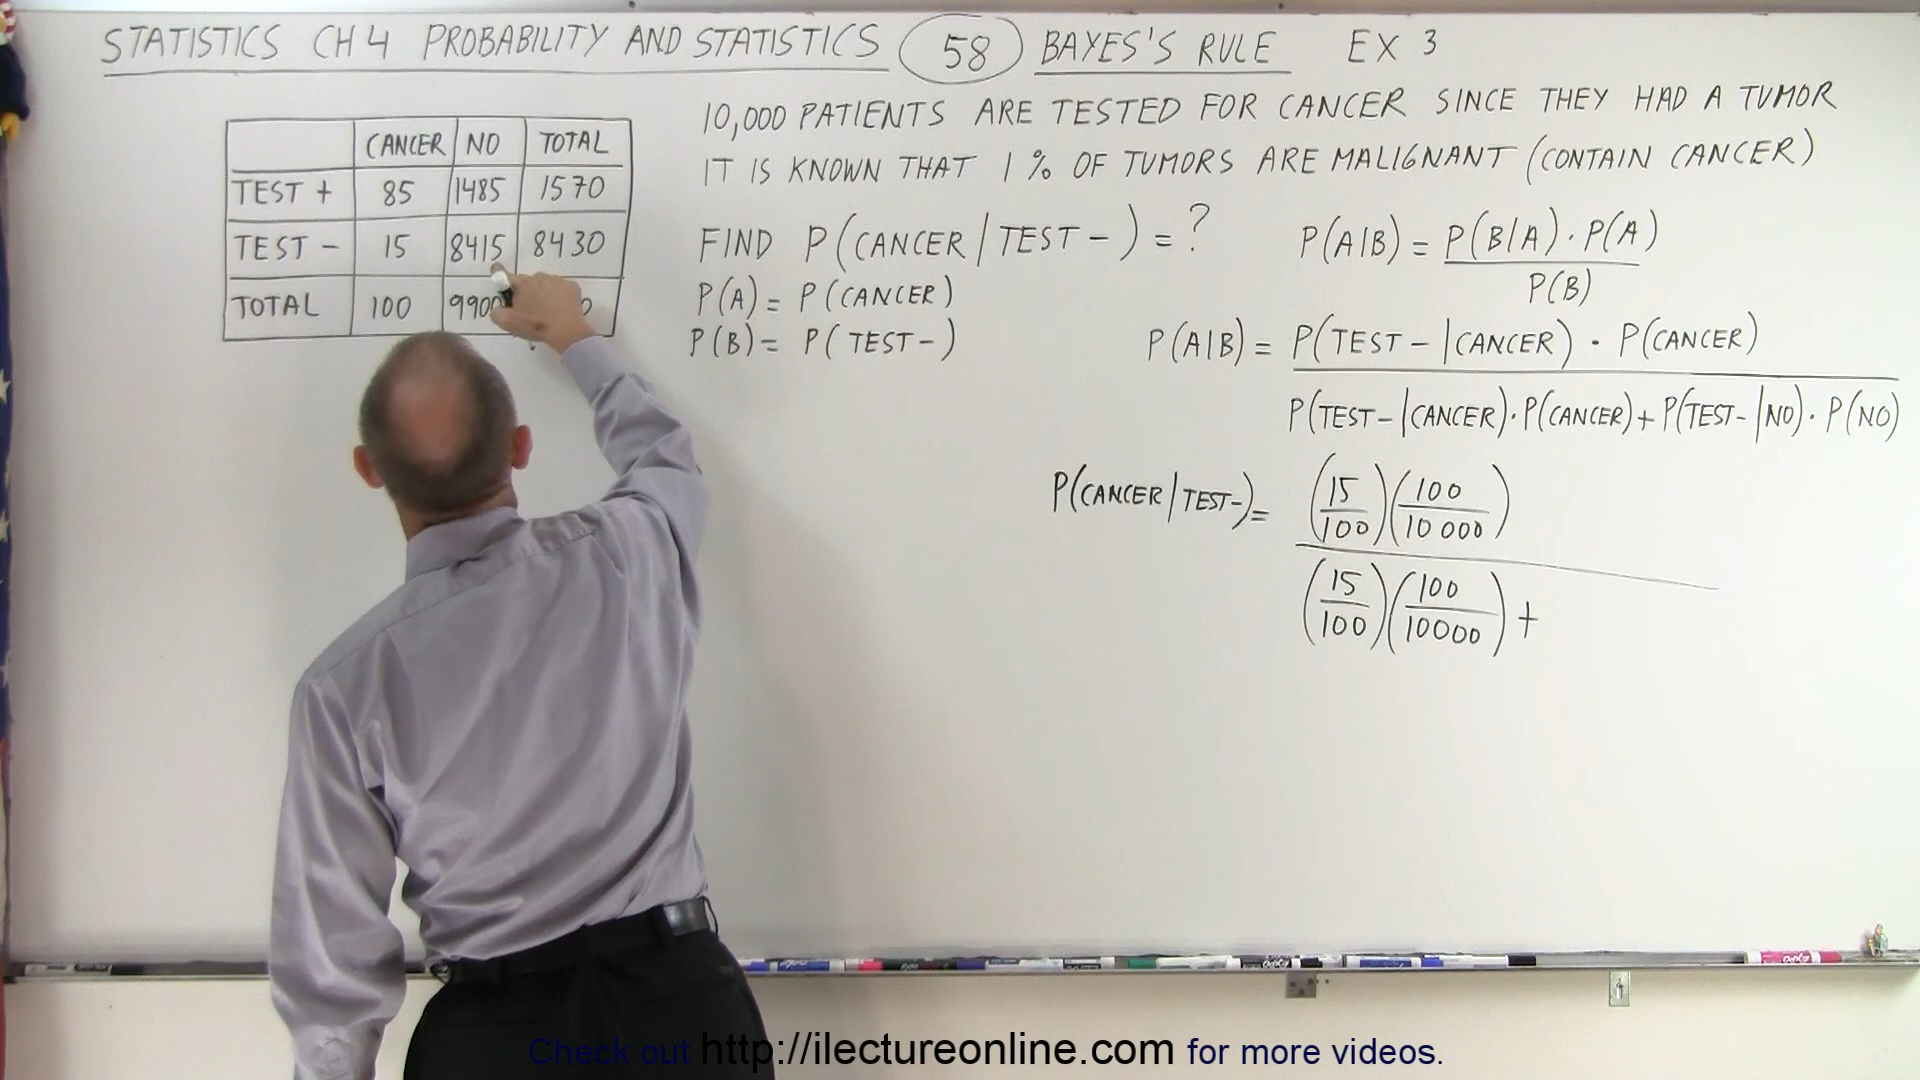 STATISTICS CH 4 PROBABILITY AND STATISTICS 58 BAYES'S RULE EX 3
CANCER NO TOTAL
TEST + 85 1485 1570
TEST - 15 8415 8430
TOTAL 100 9900
10,000 PATIENTS ARE TESTED FOR CANCER SINCE THEY HAD A TUMOR
IT IS KNOWN THAT 1 % OF TUMORS ARE MALIGNANT (CONTAIN CANCER)
FIND P(CANCER/TEST-) = ?
P(A) = P(CANCER)
P(B) = P(TEST-)
P(A|B) = P(B/A)·P(A)
P(B)
P(A|B) = P(TEST-|CANCER) · P(CANCER)
P(TEST-|CANCER)·P(CANCER)+P(TEST-|NO)·P(NO)
P(CANCER/TEST-)= (15/100)(100/10000)
(15/100)(100/10000) +
Check out http://ilectureonline.com for more videos.